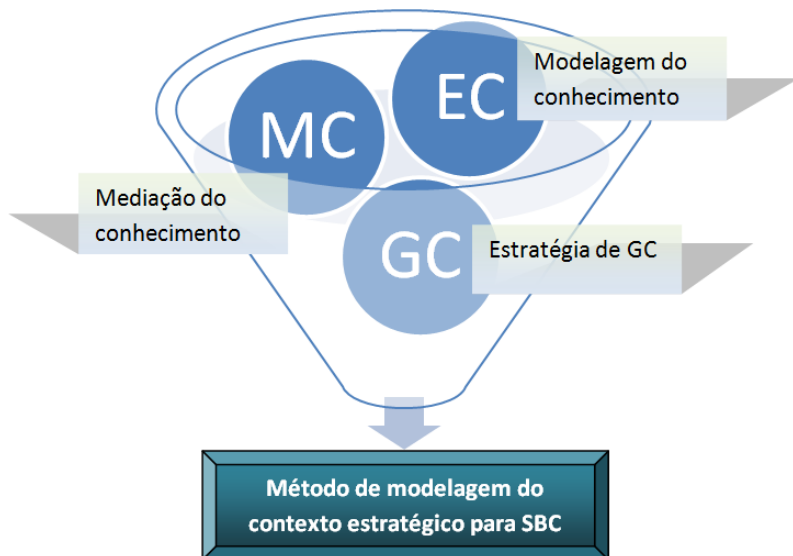 EC
Modelagem do
conhecimento
MC
Mediação do
conhecimento
GC
Estratégia de GC
Método de modelagem do
contexto estratégico para SBC